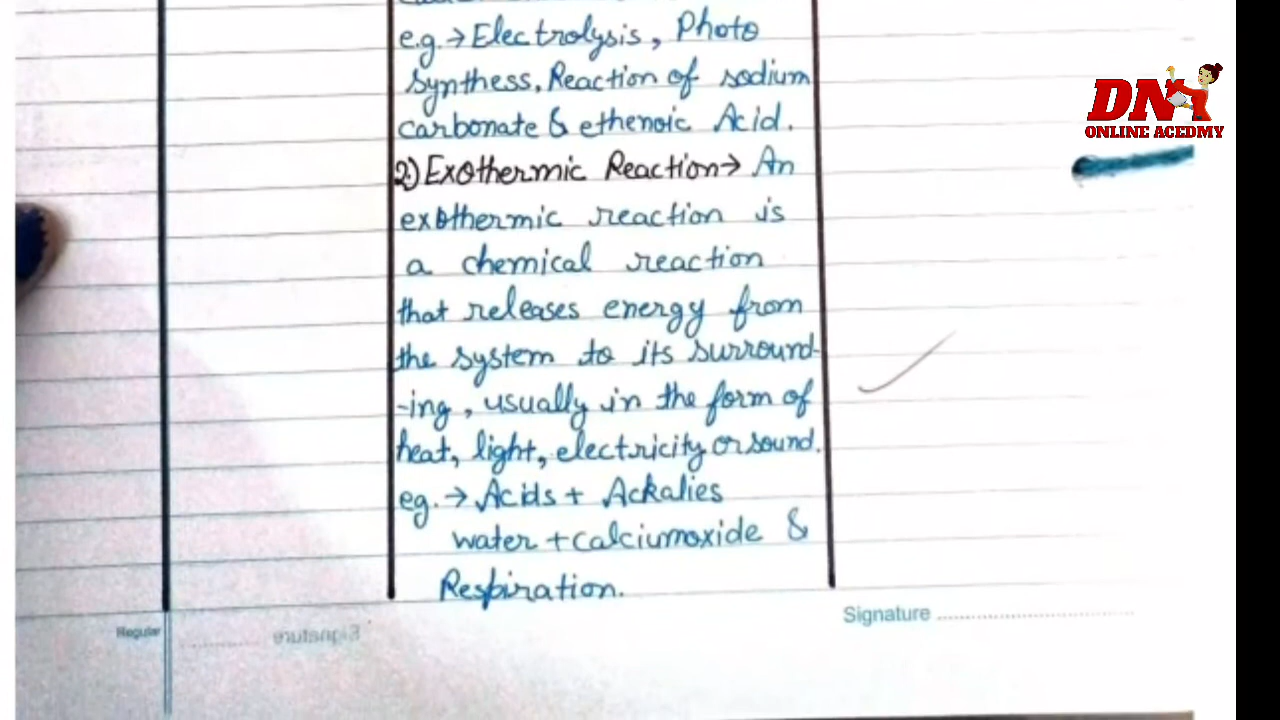 e.g. → Electrolysis, Photo
synthess, Reaction of sodium
carbonate & ethenoic Acid.
2) Exothermic Reaction → An
exothermic reaction is
a chemical reaction
that releases energy from
the system to its surround-
-ing, usually in the form of
heat, light, electricity or sound.
eg. → Acids + Ackalies
water + calciumoxide &
Respiration.
Signature
Regular
Signature
DN
ONLINE ACEDMY